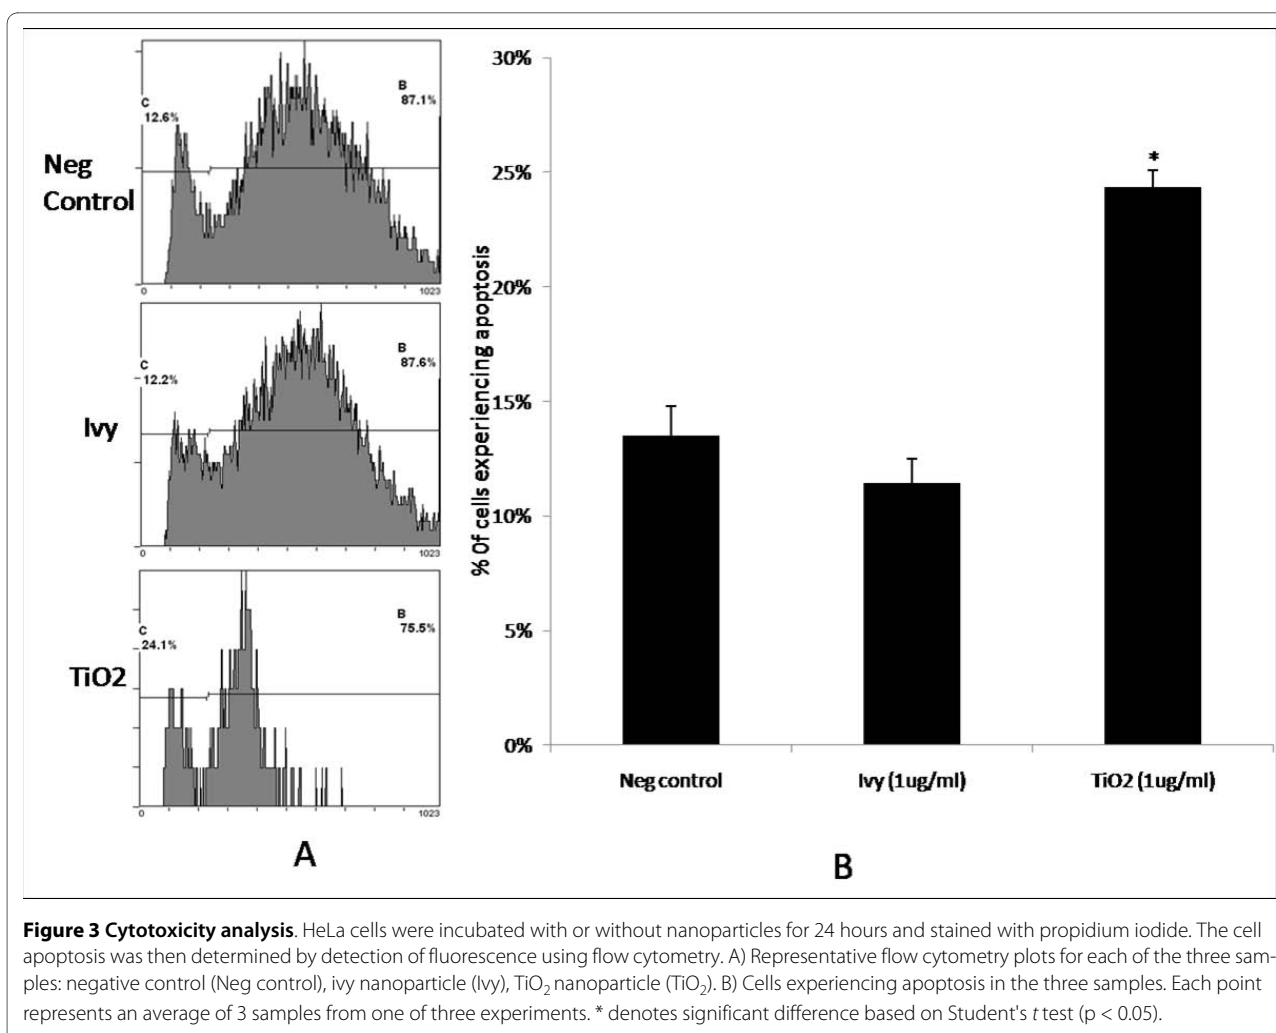 Neg
Control
C
12.6%
B
87.1%
0
1023
Ivy
C
12.2%
B
87.6%
0
1023
TiO2
C
24.1%
B
75.5%
0
1023
A
% Of cells experiencing apoptosis
30%
25%
20%
15%
10%
5%
0%
*
Neg control
Ivy (1ug/ml)
TiO2 (1ug/ml)
B
Figure 3 Cytotoxicity analysis. HeLa cells were incubated with or without nanoparticles for 24 hours and stained with propidium iodide. The cell
apoptosis was then determined by detection of fluorescence using flow cytometry. A) Representative flow cytometry plots for each of the three sam-
ples: negative control (Neg control), ivy nanoparticle (Ivy), TiO₂ nanoparticle (TiO₂). B) Cells experiencing apoptosis in the three samples. Each point
represents an average of 3 samples from one of three experiments. * denotes significant difference based on Student's t test (p < 0.05).